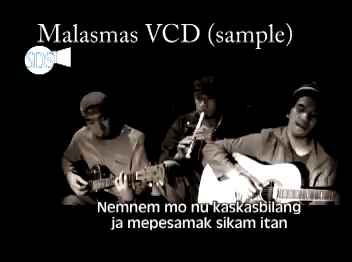 Malasmas VCD (sample)
Nemnem mo nu kaskasbilang
ja mepesamak sikam itan